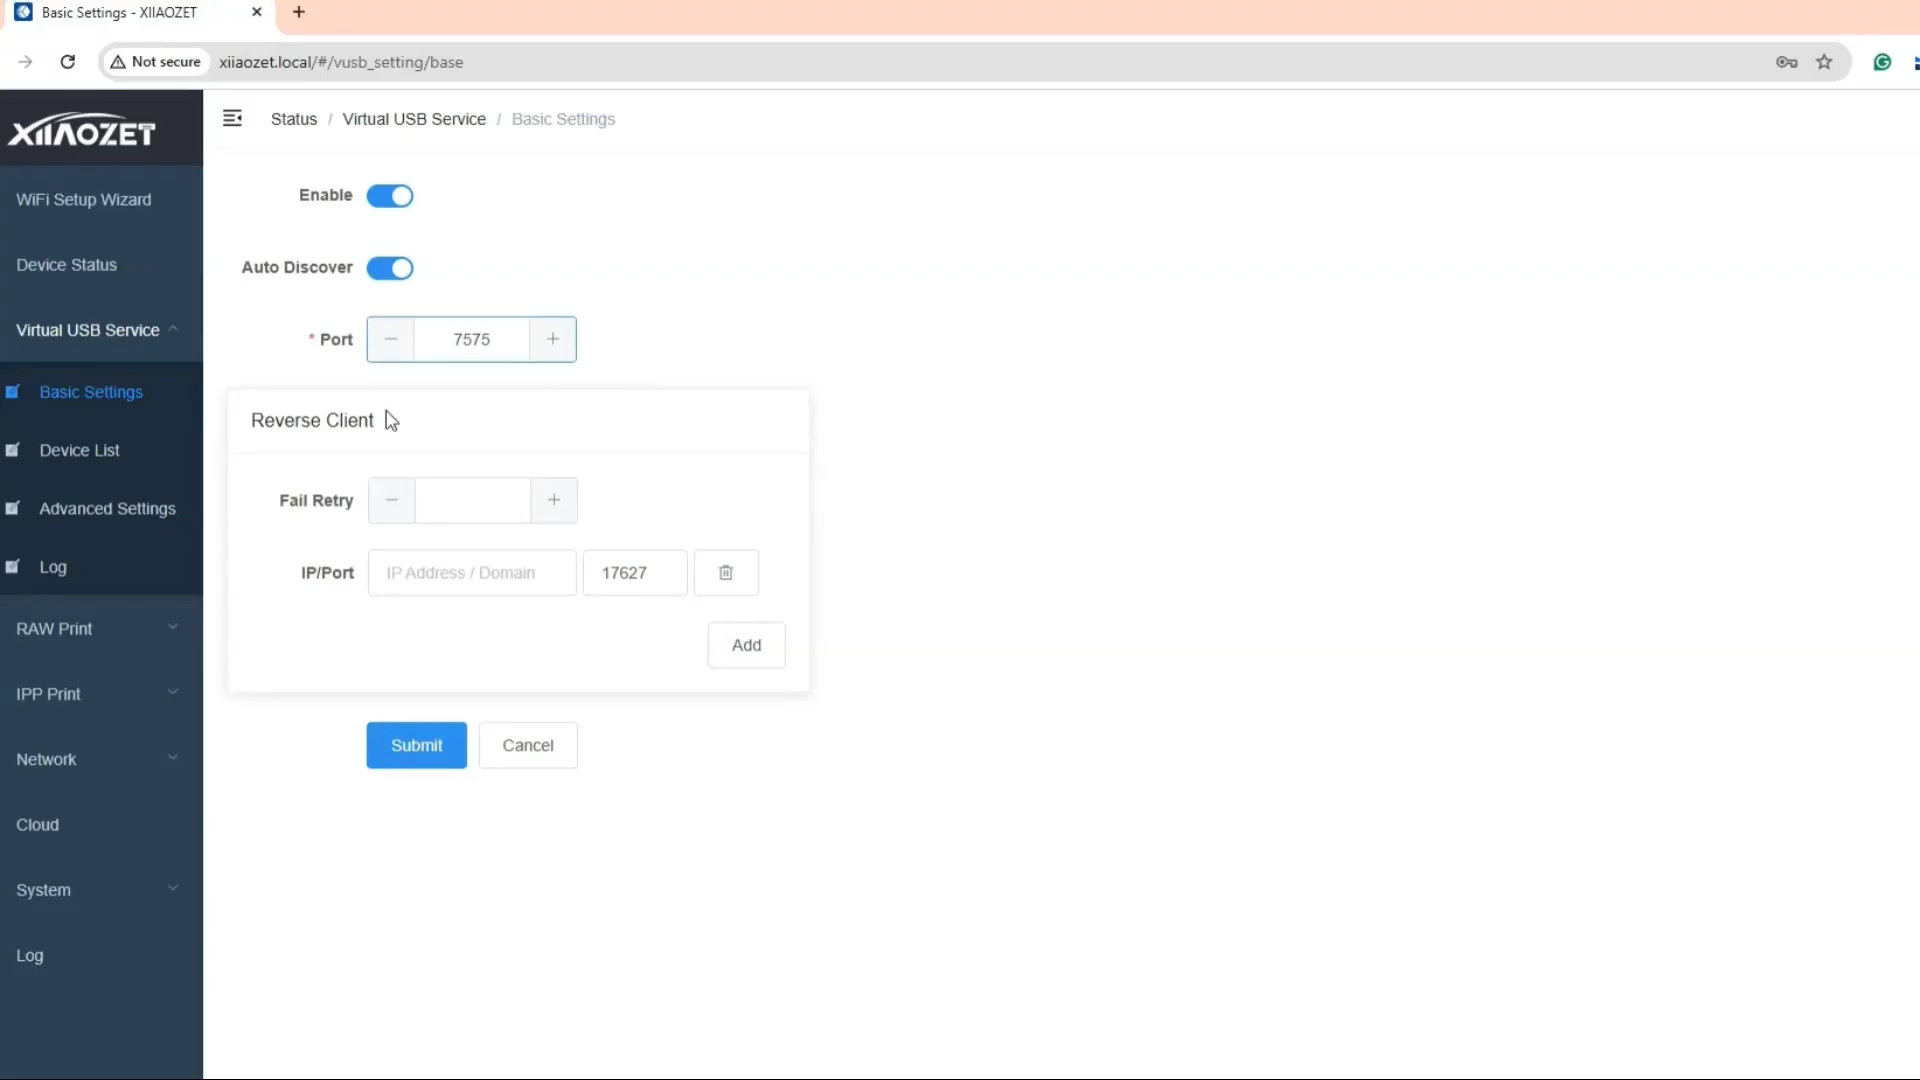 Basic Settings - XIIAOZET
Not secure xiiaozet.local/#/vusb_setting/base
XIIAOZET
Status / Virtual USB Service / Basic Settings
WiFi Setup Wizard
Device Status
Virtual USB Service
Basic Settings
Device List
Advanced Settings
Log
RAW Print
IPP Print
Network
Cloud
System
Log
Enable
Auto Discover
* Port 7575
Reverse Client
Fail Retry
IP/Port IP Address / Domain 17627
Add
Submit Cancel